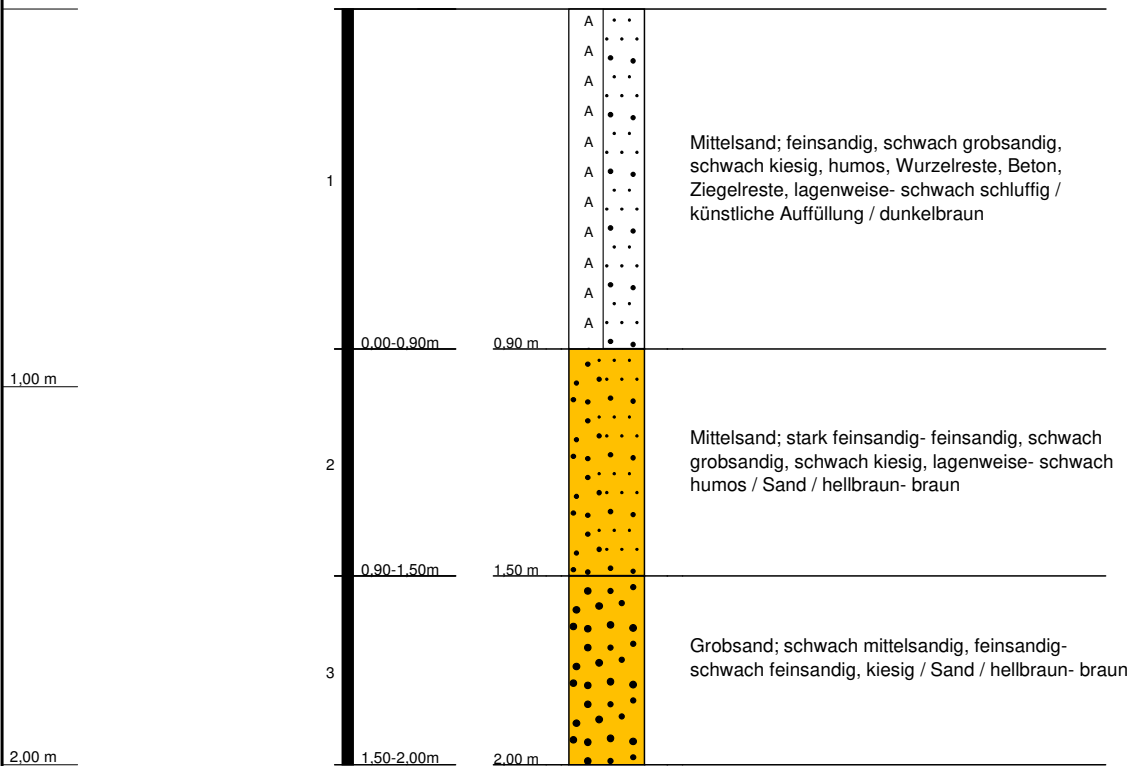 A
A
A
A
A
A
A
A
A
A
A
1
Mittelsand; feinsandig, schwach grobsandig,
schwach kiesig, humos, Wurzelreste, Beton,
Ziegelreste, lagenweise- schwach schluffig /
künstliche Auffüllung / dunkelbraun
0,00-0,90m 0,90 m
1,00 m
2
Mittelsand; stark feinsandig- feinsandig, schwach
grobsandig, schwach kiesig, lagenweise- schwach
humos / Sand / hellbraun- braun
0,90-1,50m 1,50 m
3
Grobsand; schwach mittelsandig, feinsandig-
schwach feinsandig, kiesig / Sand / hellbraun- braun
2,00 m 1,50-2,00m 2,00 m